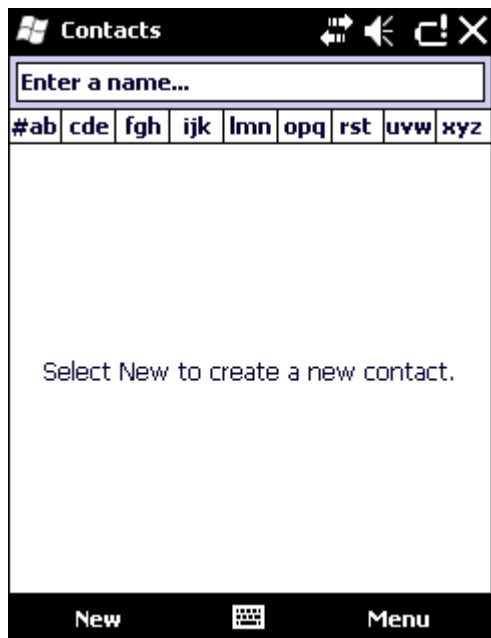 Contacts
Enter a name...
#ab cde fgh ijk lmn opq rst uvw xyz
Select New to create a new contact.
New Menu